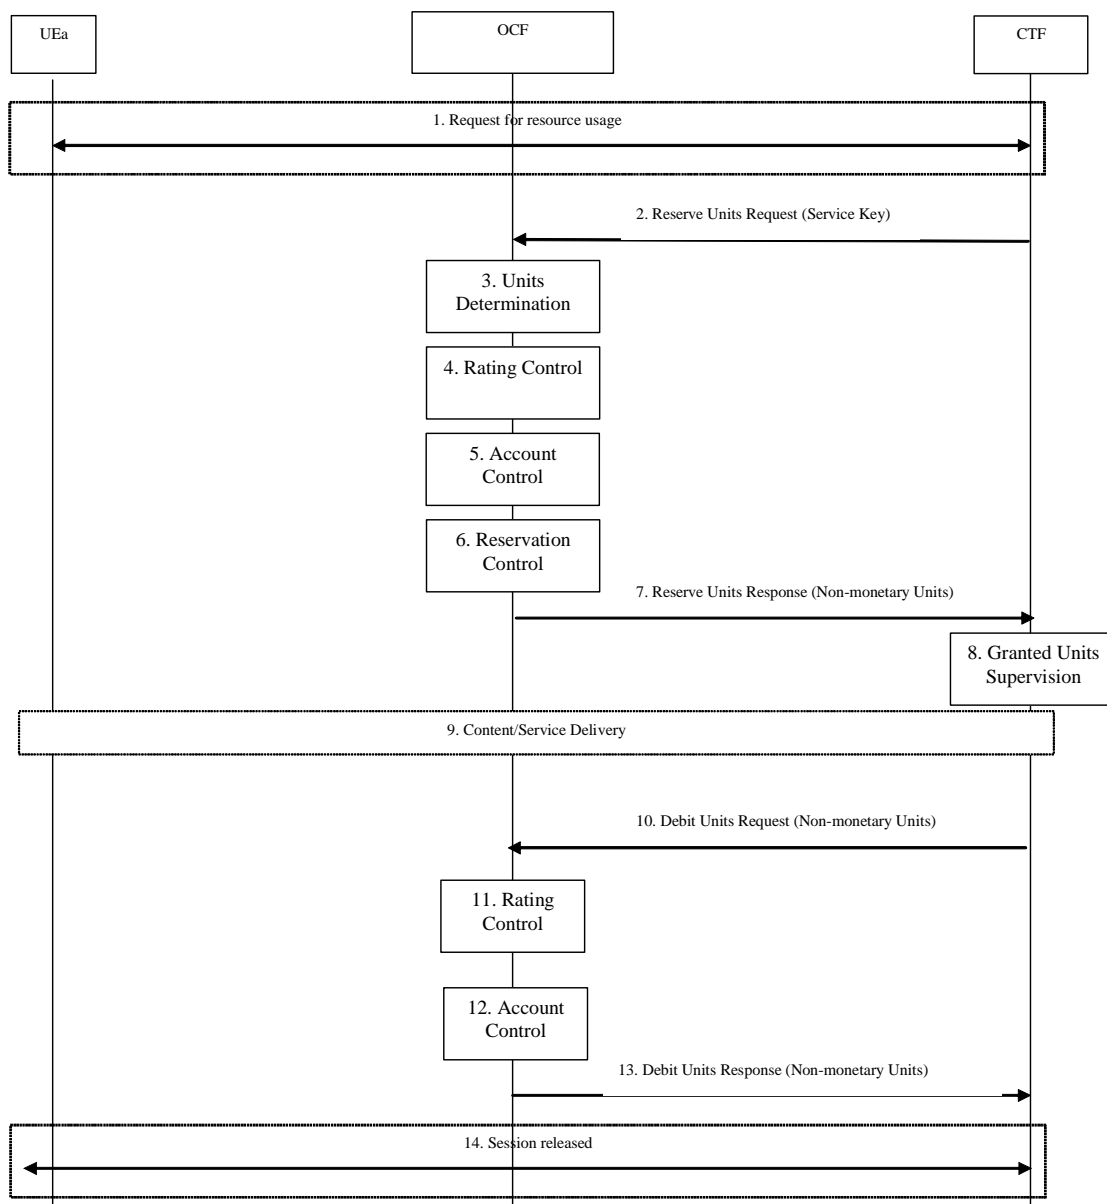 UEa
OCF
CTF
1. Request for resource usage
2. Reserve Units Request (Service Key)
3. Units
Determination
4. Rating Control
5. Account
Control
6. Reservation
Control
7. Reserve Units Response (Non-monetary Units)
8. Granted Units
Supervision
9. Content/Service Delivery
10. Debit Units Request (Non-monetary Units)
11. Rating
Control
12. Account
Control
13. Debit Units Response (Non-monetary Units)
14. Session released